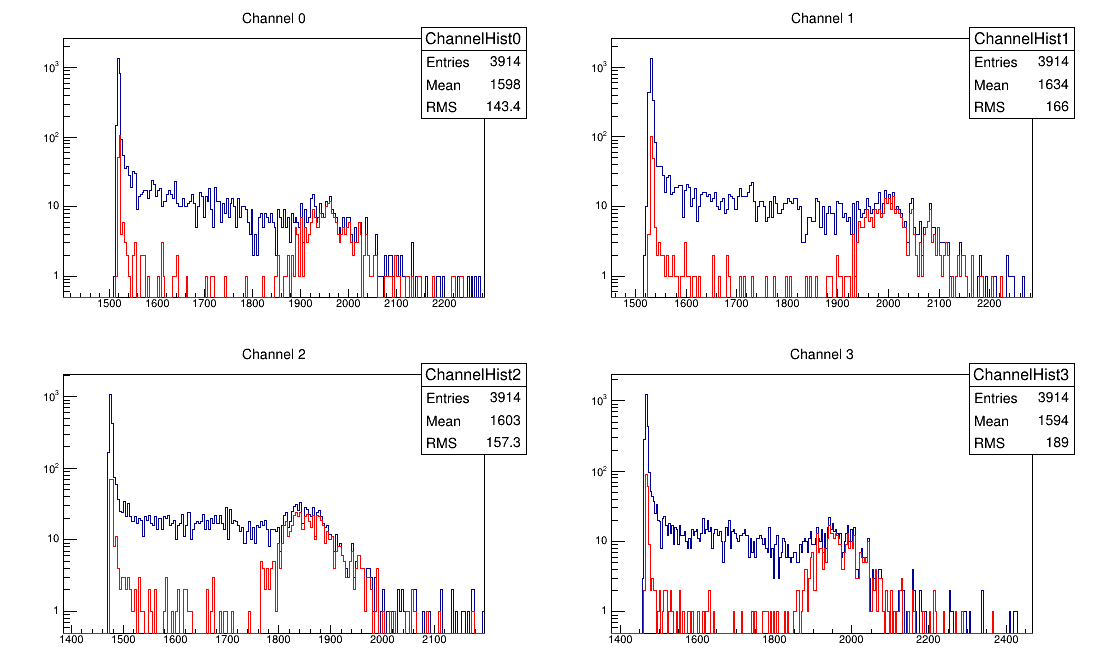 Channel 0
ChannelHist0
Entries 3914
Mean 1598
RMS 143.4
10³
10²
10
1
1500 1600 1700 1800 1900 2000 2100 2200
Channel 1
ChannelHist1
Entries 3914
Mean 1634
RMS 166
10³
10²
10
1
1500 1600 1700 1800 1900 2000 2100 2200
Channel 2
ChannelHist2
Entries 3914
Mean 1603
RMS 157.3
10³
10²
10
1
1400 1500 1600 1700 1800 1900 2000 2100
Channel 3
ChannelHist3
Entries 3914
Mean 1594
RMS 189
10³
10²
10
1
1400 1600 1800 2000 2200 2400